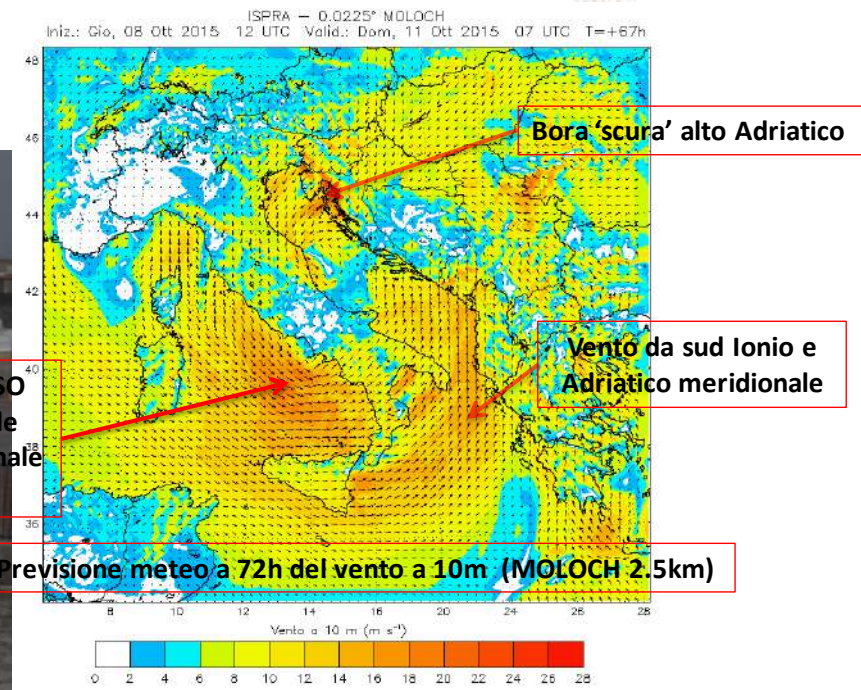 ISPRA – 0.0225° MOLOCH
Iniz.: Gio, 08 Ott 2015 12 UTC Valid.: Dom, 11 Ott 2015 07 UTC T=+67h
48
46
44
42
40
38
36
Bora ‘scura’ alto Adriatico
Vento da sud Ionio e
Adriatico meridionale
SO
le
nale
Previsione meteo a 72h del vento a 10m (MOLOCH 2.5km)
8 10 12 14 16 18 20 22 24 26 28
Vento a 10 m (m s⁻¹)
0 2 4 6 8 10 12 14 16 18 20 22 24 26 28